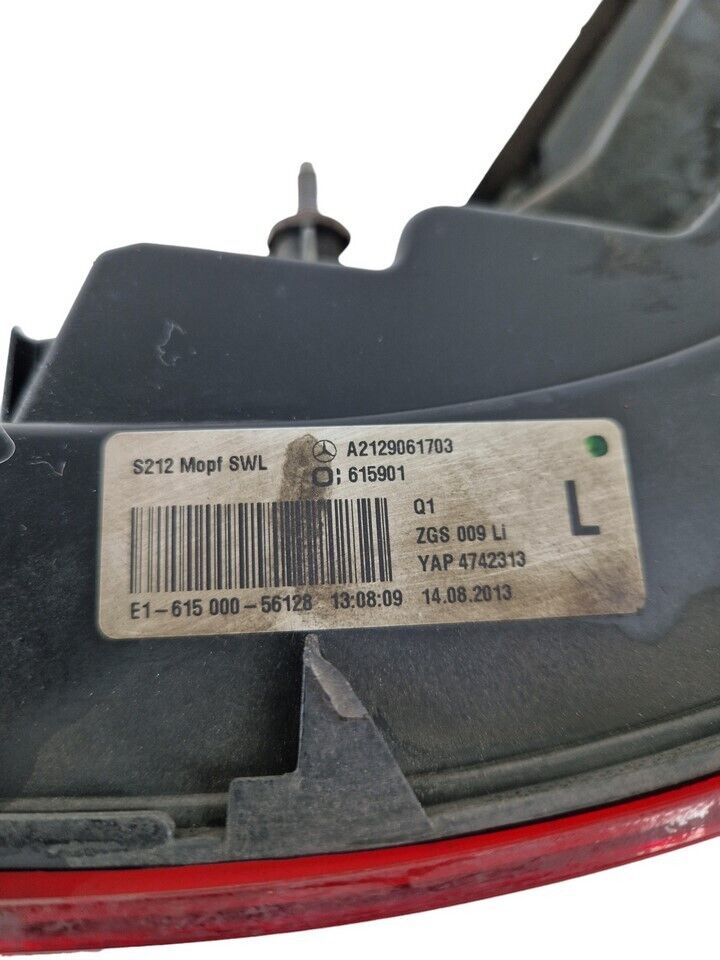 S212 Mopf SWL A2129061703
615901
Q1
L
ZGS 009 Li
YAP 4742313
E1-615 000-56128 13:08:09 14.08.2013